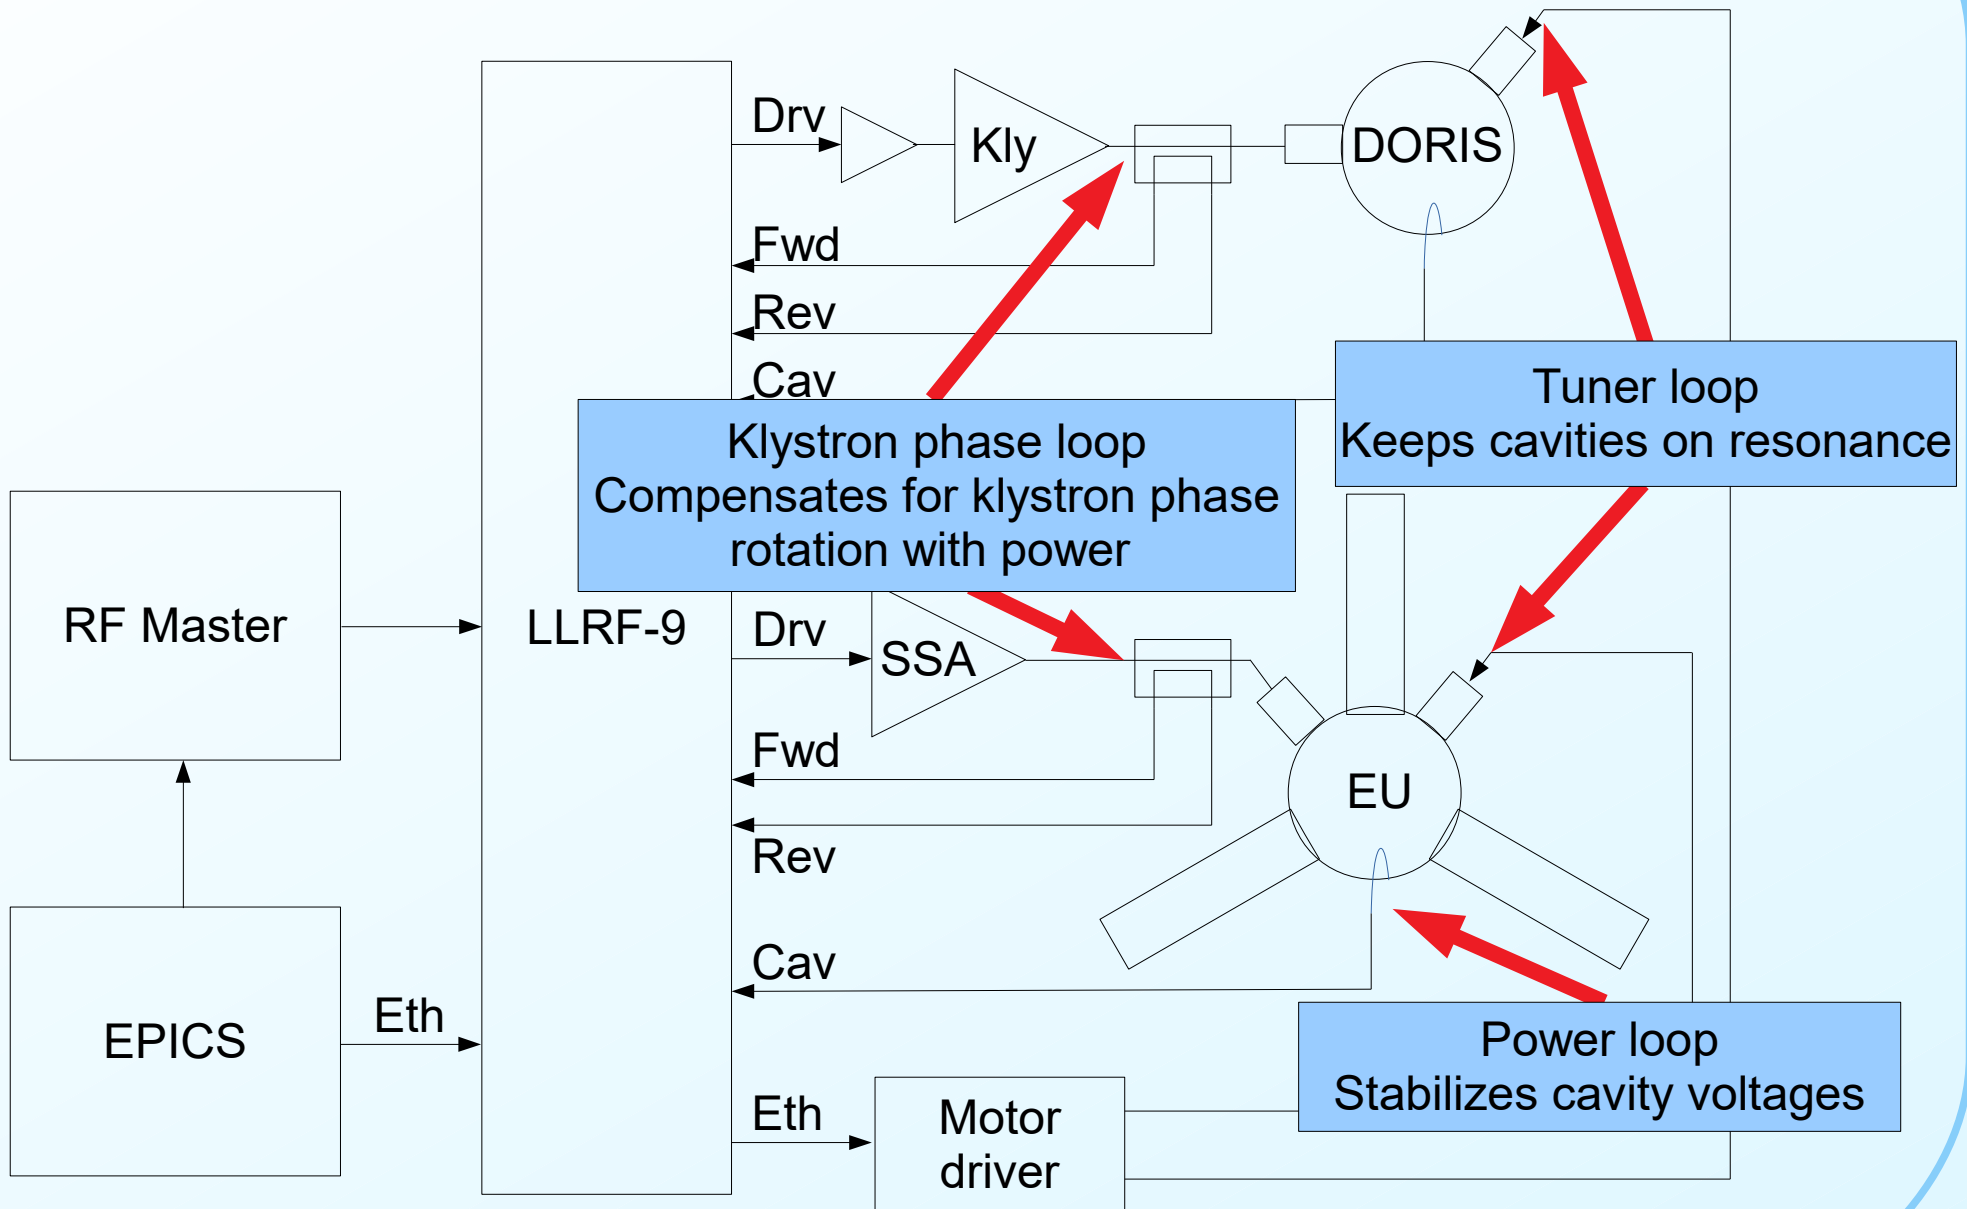 Drv
Kly
DORIS
Fwd
Rev
Cav
Tuner loop
Keeps cavities on resonance
Klystron phase loop
Compensates for klystron phase
rotation with power
RF Master
LLRF-9
Drv
SSA
Fwd
EU
Rev
Cav
EPICS
Eth
Power loop
Stabilizes cavity voltages
Eth
Motor
driver